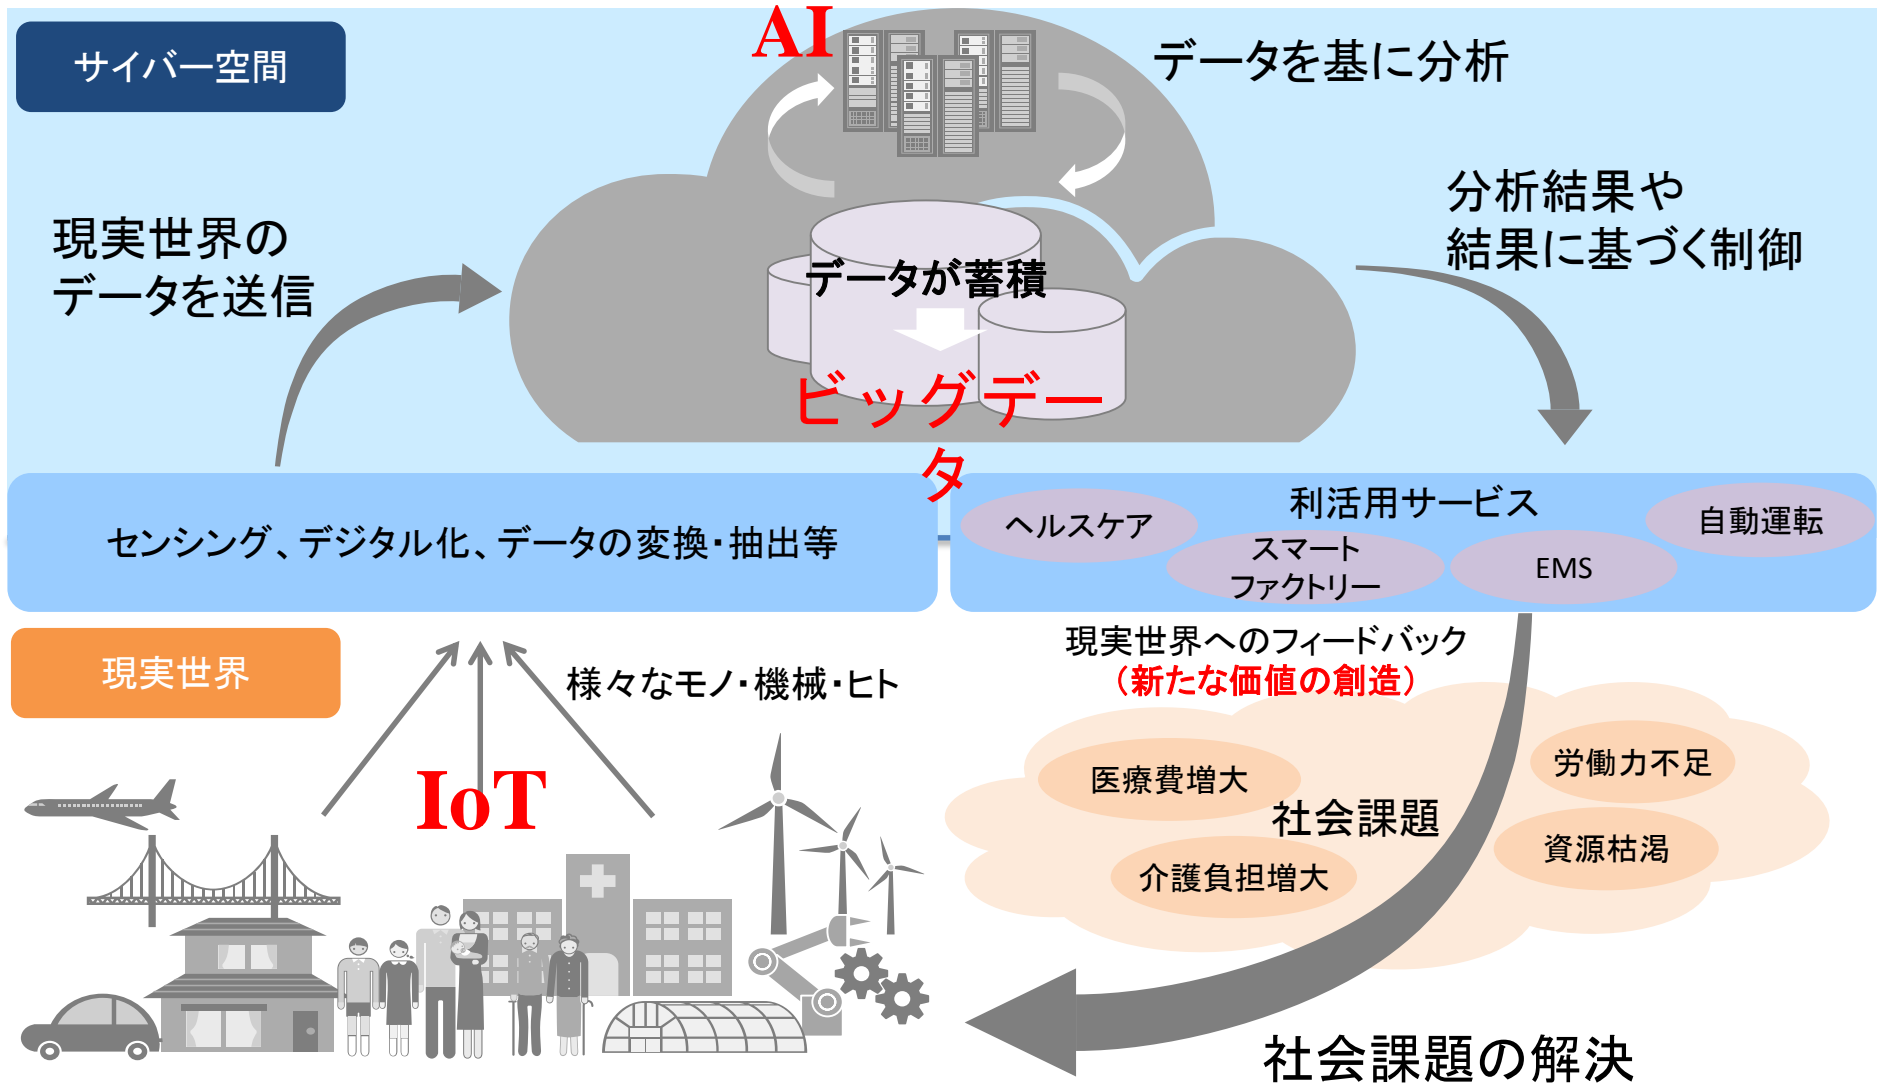 サイバー空間
AI
データを基に分析
分析結果や
結果に基づく制御
現実世界の
データを送信
データが蓄積
ビッグデー
タ
センシング、デジタル化、データの変換・抽出等
利活用サービス
ヘルスケア
スマート
ファクトリー
EMS
自動運転
現実世界
様々なモノ・機械・ヒト
IoT
現実世界へのフィードバック
(新たな価値の創造)
医療費増大
労働力不足
社会課題
介護負担増大
資源枯渇
社会課題の解決